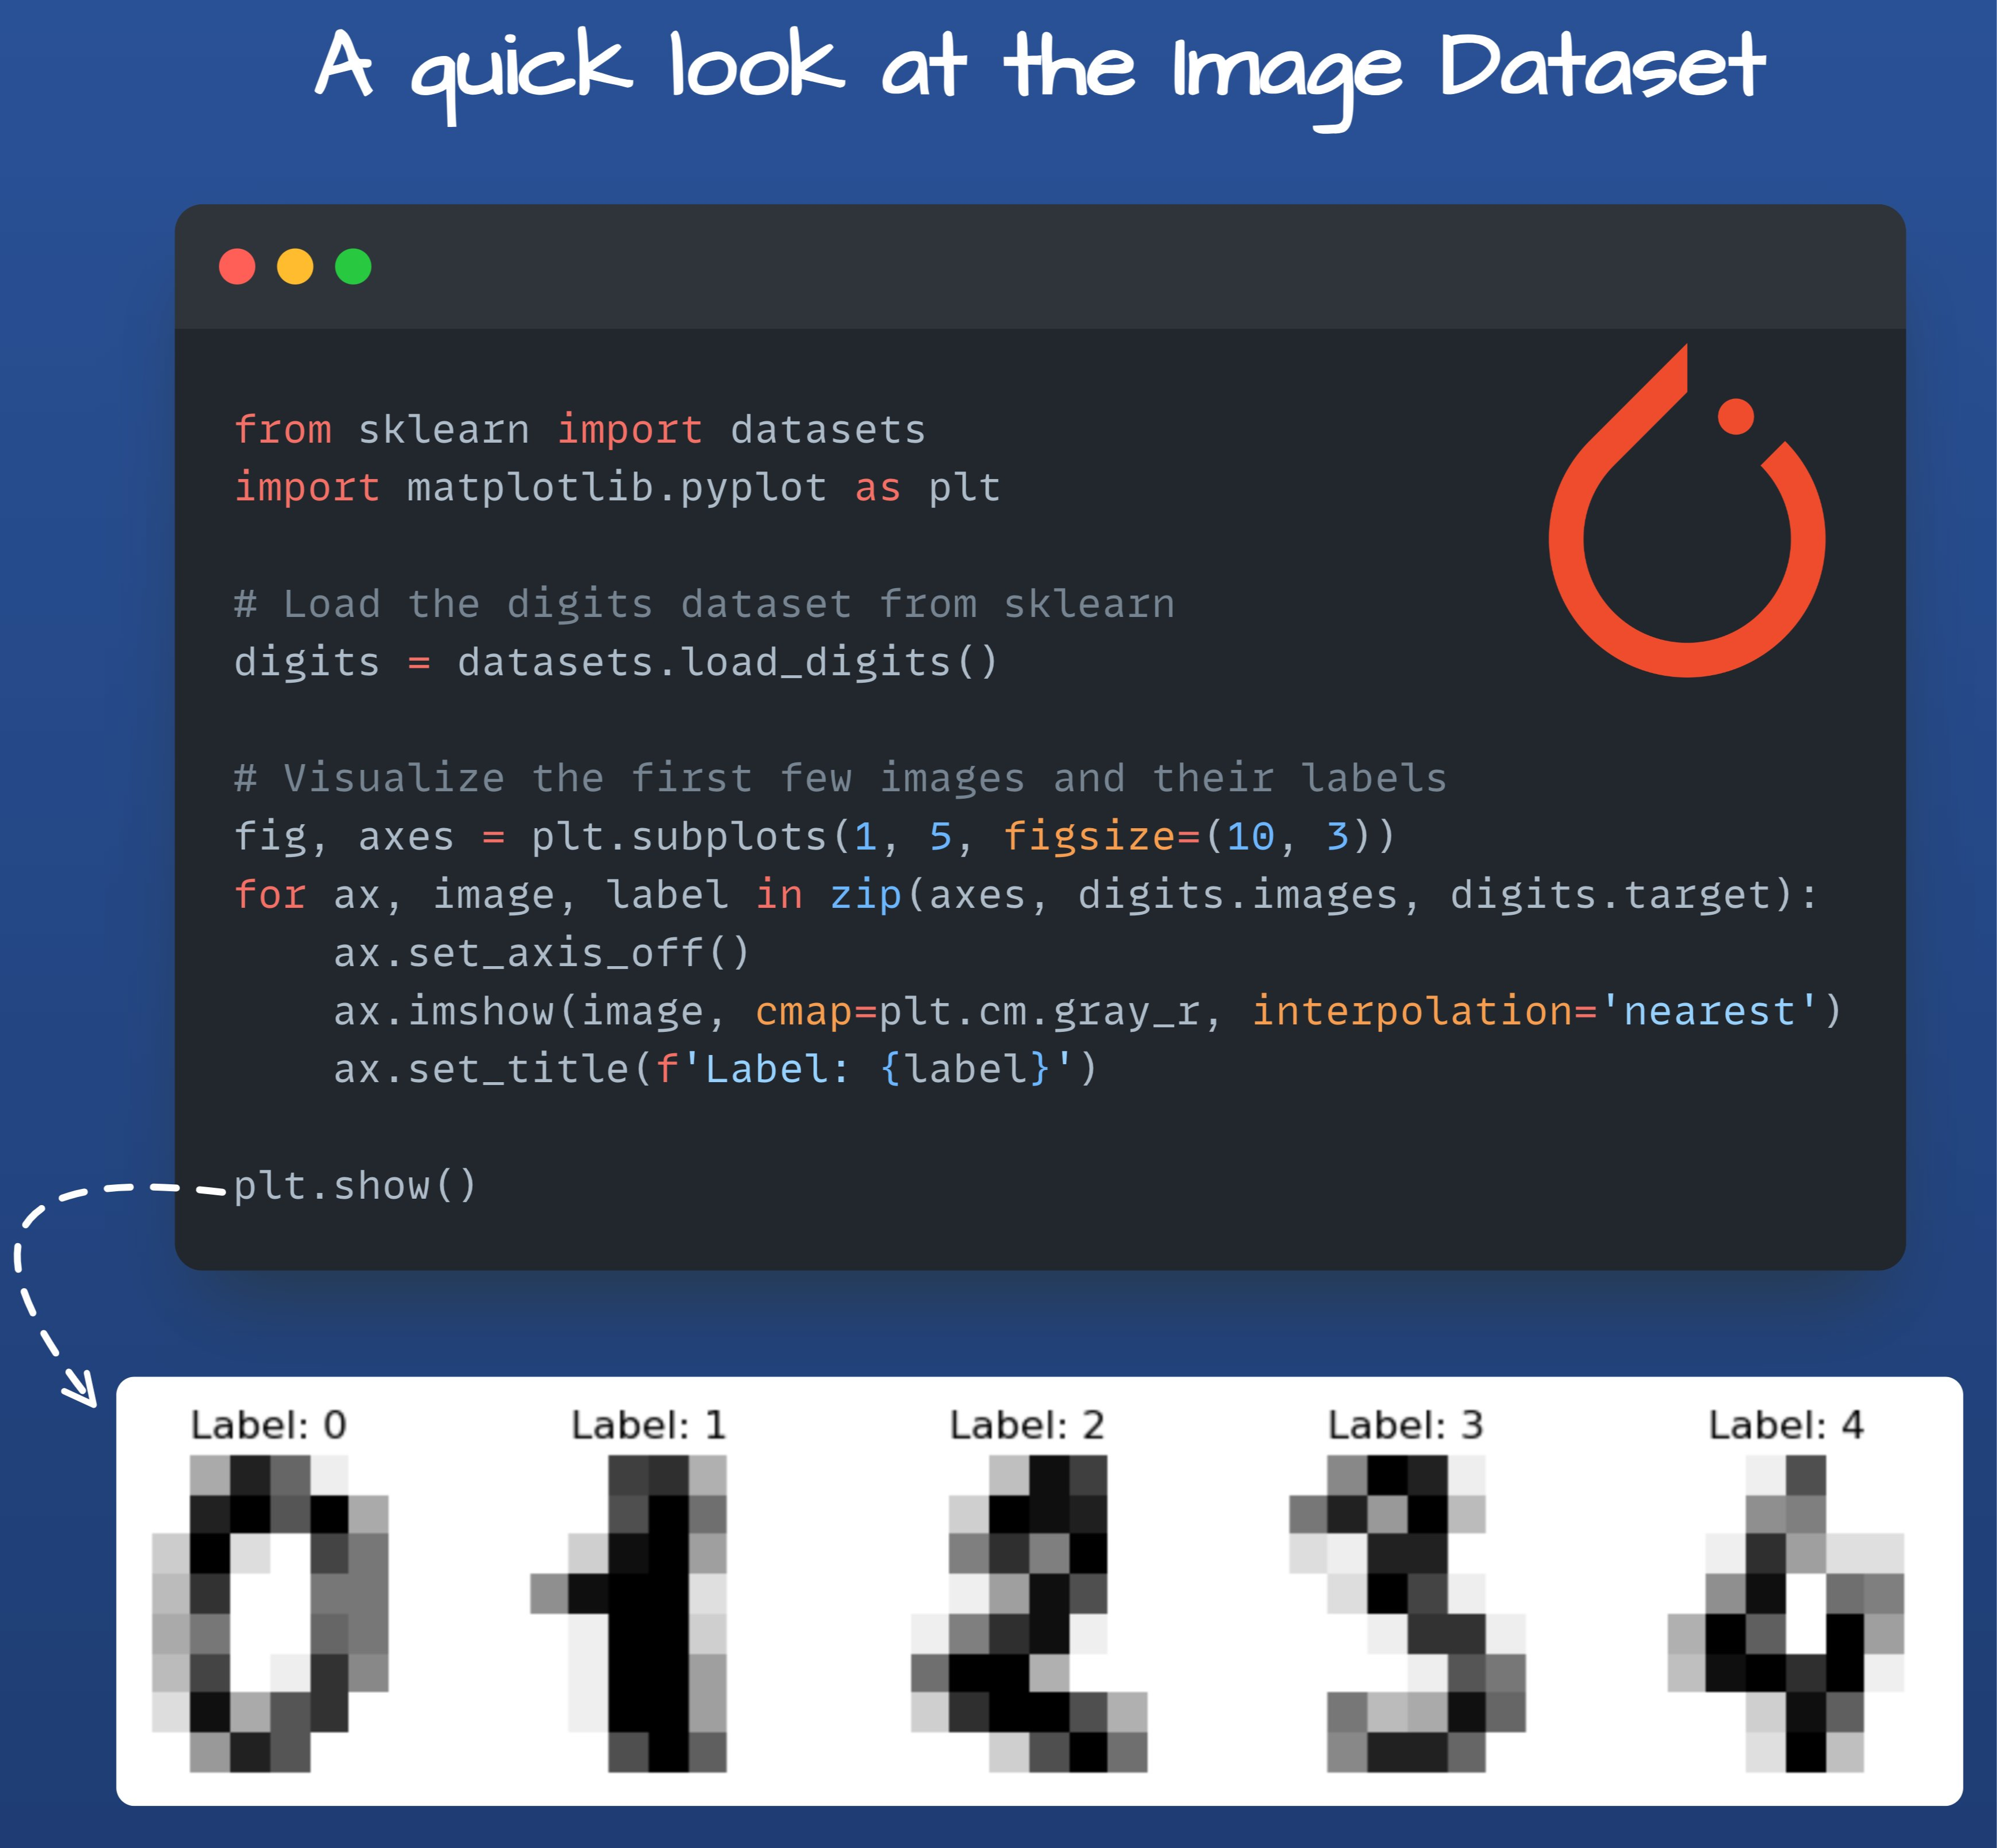 A quick look at the Image Dataset
from sklearn import datasets
import matplotlib.pyplot as plt
# Load the digits dataset from sklearn
digits = datasets.load_digits()
# Visualize the first few images and their labels
fig, axes = plt.subplots(1, 5, figsize=(10, 3))
for ax, image, label in zip(axes, digits.images, digits.target):
    ax.set_axis_off()
    ax.imshow(image, cmap=plt.cm.gray_r, interpolation='nearest')
    ax.set_title(f'Label: {label}')
plt.show()
Label: 0 Label: 1 Label: 2 Label: 3 Label: 4